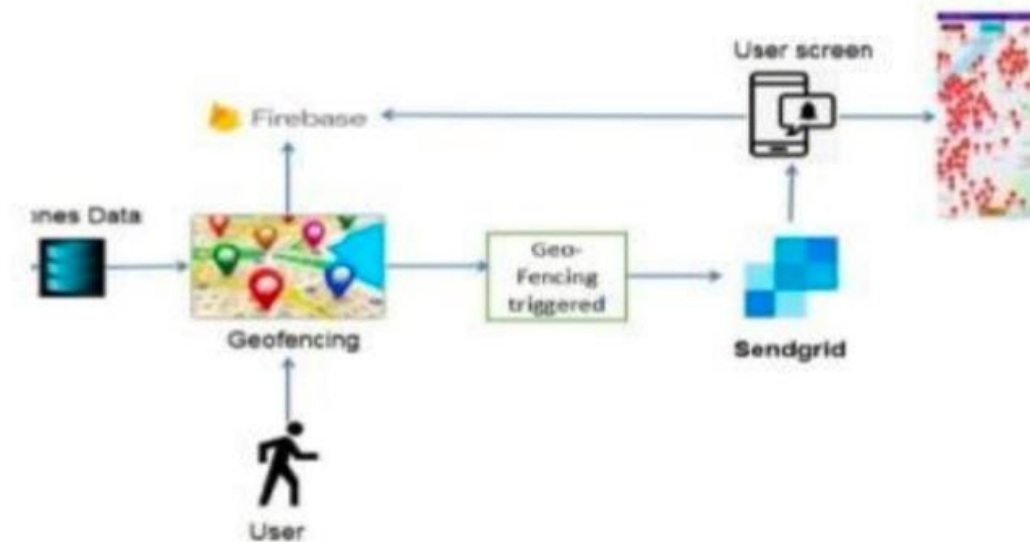 User screen
Firebase
ones Data
Geo-
Fencing
triggered
Geofencing
Sendgrid
User